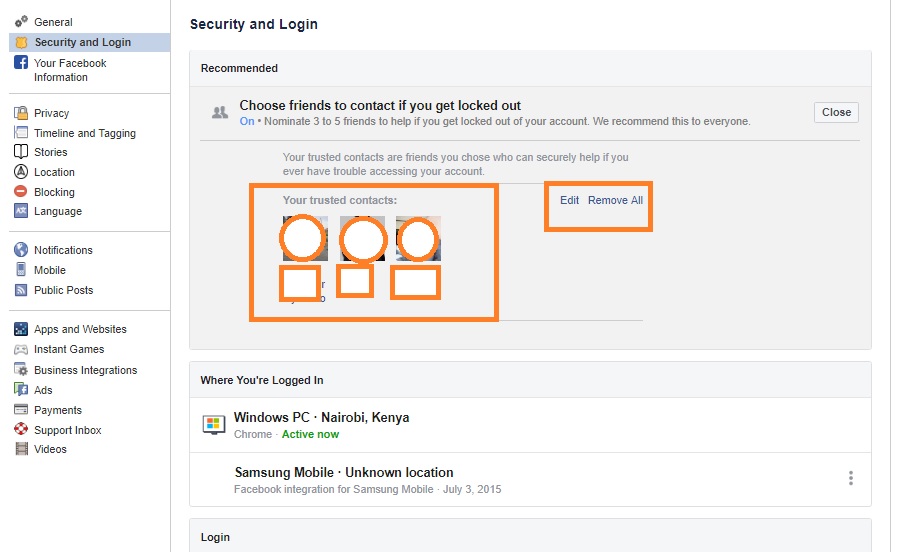 General
Security and Login
Your Facebook
Information
Privacy
Timeline and Tagging
Stories
Location
Blocking
Language
Notifications
Mobile
Public Posts
Apps and Websites
Instant Games
Business Integrations
Ads
Payments
Support Inbox
Videos
Security and Login
Recommended
Choose friends to contact if you get locked out
On • Nominate 3 to 5 friends to help if you get locked out of your account. We recommend this to everyone.
Close
Your trusted contacts are friends you chose who can securely help if you
ever have trouble accessing your account.
Your trusted contacts:
Edit Remove All
Where You're Logged In
Windows PC · Nairobi, Kenya
Chrome · Active now
Samsung Mobile · Unknown location
Facebook integration for Samsung Mobile · July 3, 2015
Login